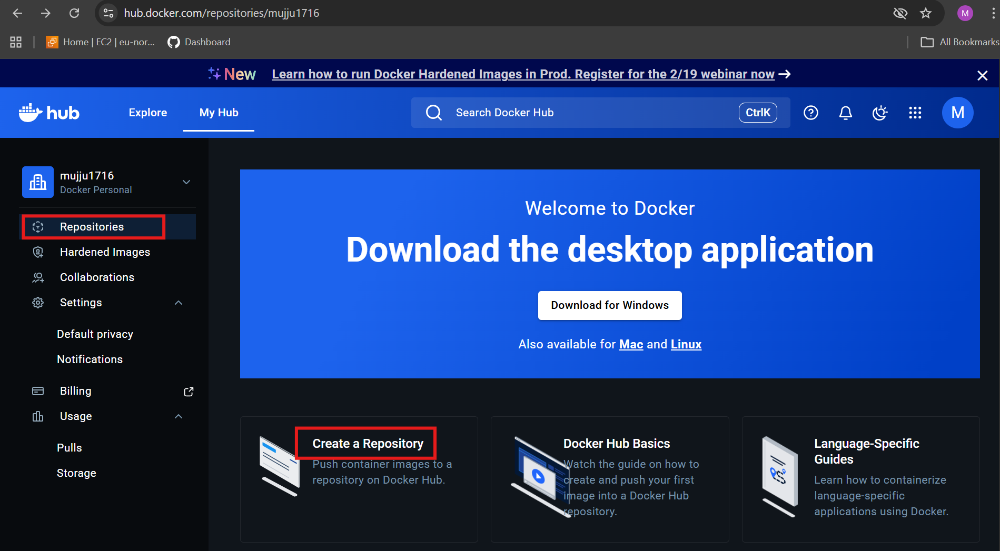 hub.docker.com/repositories/mujju1716
M
Home | EC2 | eu-nor...
Dashboard
All Bookmarks
New Learn how to run Docker Hardened Images in Prod. Register for the 2/19 webinar now →
hub
Explore
My Hub
Search Docker Hub
CtrlK
M
mujju1716
Docker Personal
Repositories
Hardened Images
Collaborations
Settings
Default privacy
Notifications
Billing
Usage
Pulls
Storage
Welcome to Docker
Download the desktop application
Download for Windows
Also available for Mac and Linux
Create a Repository
Push container images to a
repository on Docker Hub.
Docker Hub Basics
Watch the guide on how to
create and push your first
image into a Docker Hub
repository.
Language-Specific
Guides
Learn how to containerize
language-specific
applications using Docker.